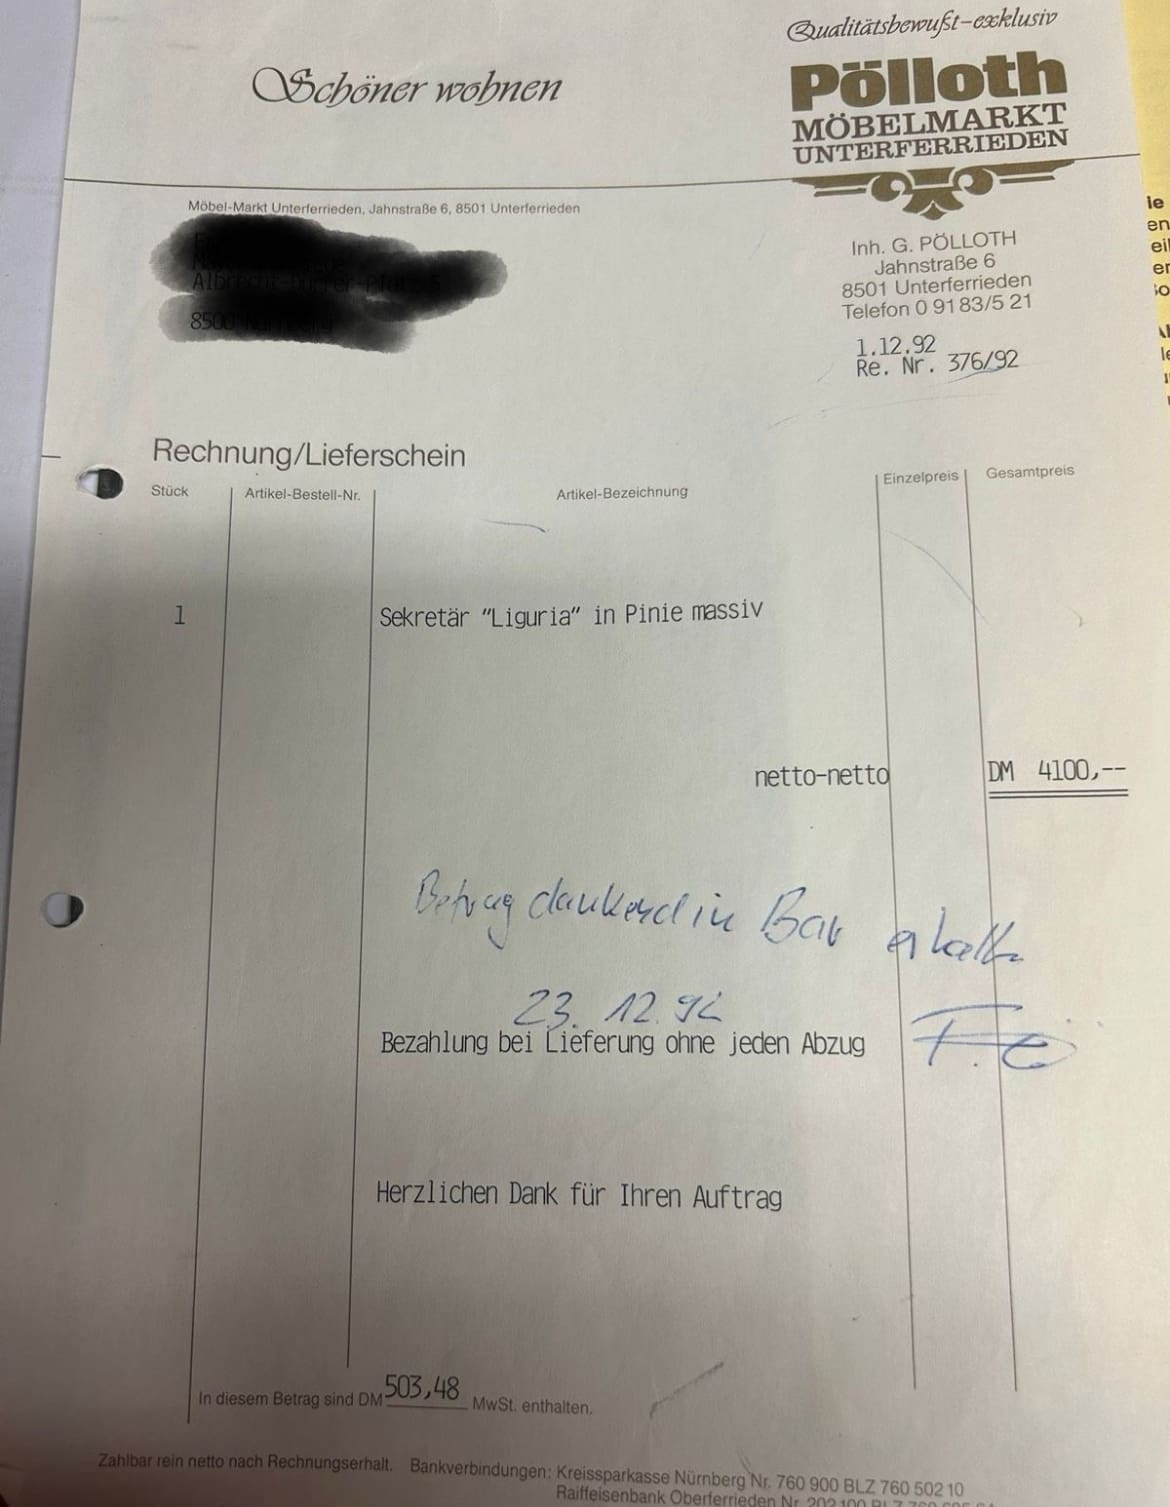 Qualitätsbewußt-exklusiv
Schöner wohnen
Pölloth
MÖBELMARKT
UNTERFERRIEDEN
Möbel-Markt Unterferrieden, Jahnstraße 6, 8501 Unterferrieden
Inh. G. PÖLLOTH
Jahnstraße 6
8501 Unterferrieden
Telefon 0 91 83/5 21
1.12.92
Re. Nr. 376/92
Rechnung/Lieferschein
Stück Artikel-Bestell-Nr. Artikel-Bezeichnung Einzelpreis Gesamtpreis
1 Sekretär "Liguria" in Pinie massiv
netto-netto DM 4100,--
Betrag dankend in Bar erhalten
23. 12. 92
Bezahlung bei Lieferung ohne jeden Abzug
Herzlichen Dank für Ihren Auftrag
In diesem Betrag sind DM 503,48 MwSt. enthalten.
Zahlbar rein netto nach Rechnungserhalt. Bankverbindungen: Kreissparkasse Nürnberg Nr. 760 900 BLZ 760 502 10
Raiffeisenbank Oberferrieden Nr. 202 100 BLZ